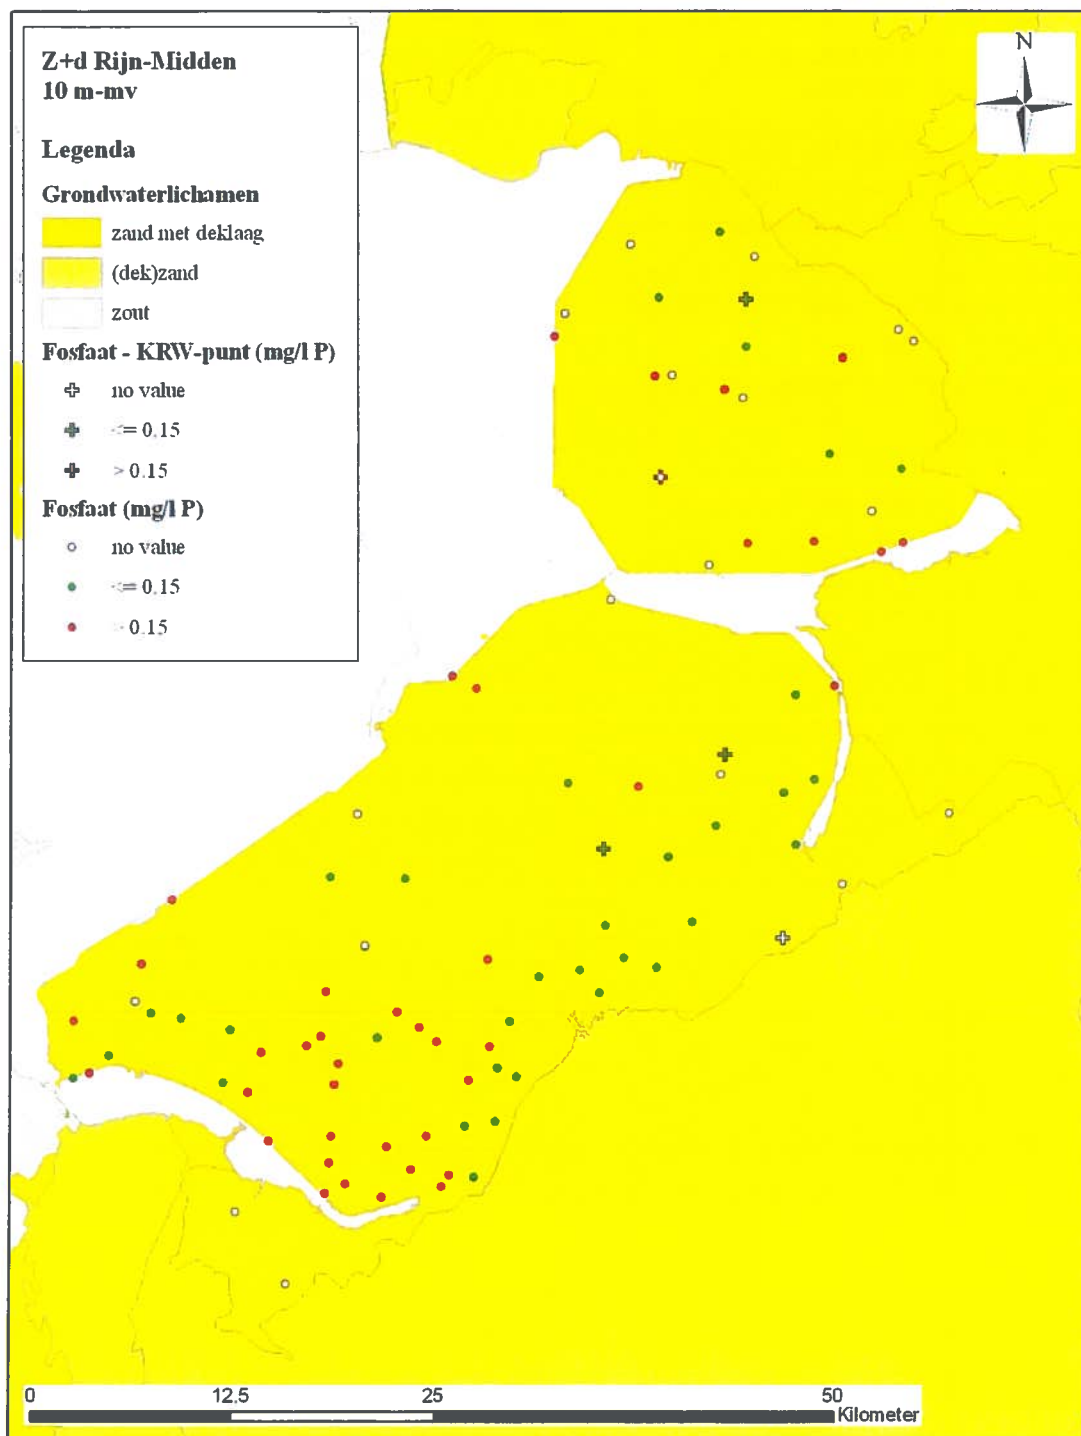 Z+d Rijn-Midden
10 m-mv
Legenda
Grondwaterlichamen
zand met deklaag
(dek)zand
zout
Fosfaat - KRW-punt (mg/l P)
no value
<= 0.15
> 0.15
Fosfaat (mg/l P)
no value
<= 0.15
> 0.15
N
0 12.5 25 50
Kilometer